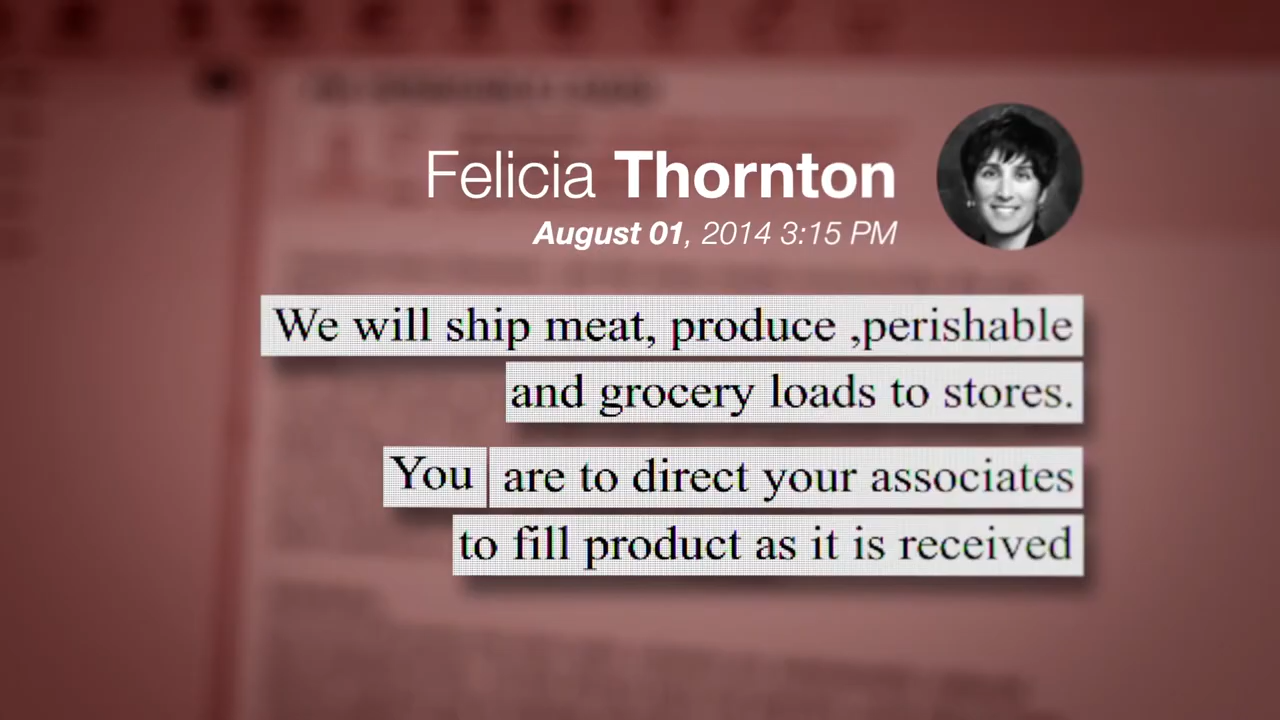 Felicia Thornton
August 01, 2014 3:15 PM
We will ship meat, produce ,perishable
and grocery loads to stores.
You are to direct your associates
to fill product as it is received